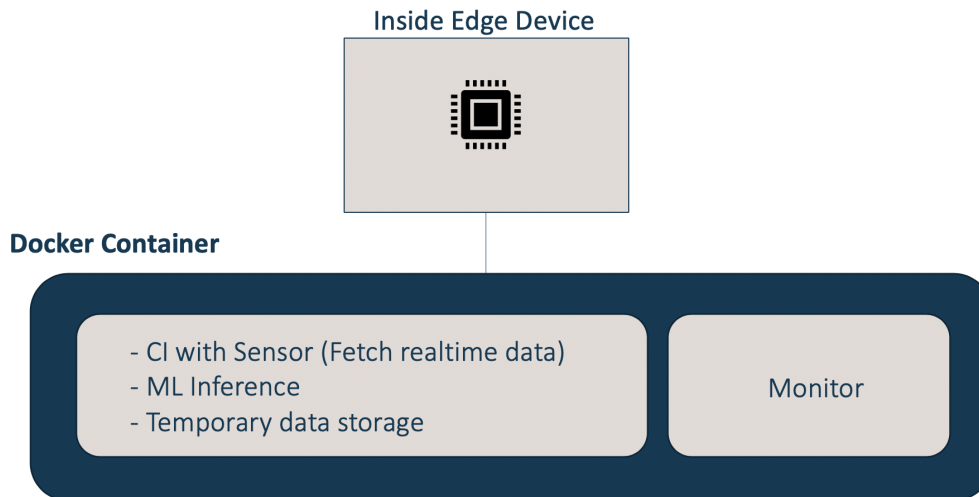 Inside Edge Device
Docker Container
- CI with Sensor (Fetch realtime data)
- ML Inference
- Temporary data storage
Monitor